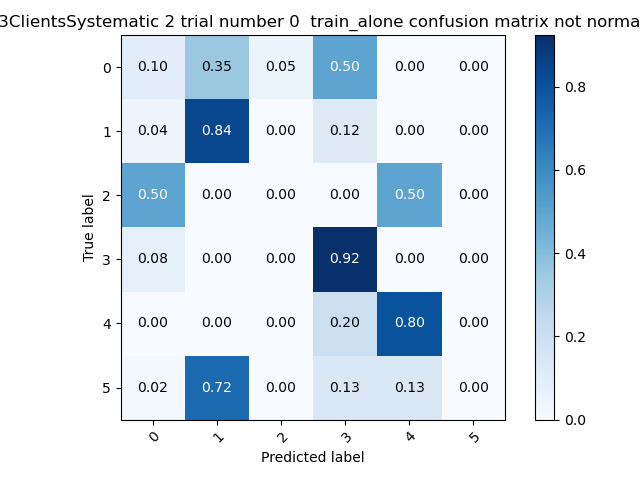 3ClientsSystematic 2 trial number 0 train_alone confusion matrix not norma
0 0.10 0.35 0.05 0.50 0.00 0.00
1 0.04 0.84 0.00 0.12 0.00 0.00
2 0.50 0.00 0.00 0.00 0.50 0.00
3 0.08 0.00 0.00 0.92 0.00 0.00
4 0.00 0.00 0.00 0.20 0.80 0.00
5 0.02 0.72 0.00 0.13 0.13 0.00
0 1 2 3 4 5
True label
Predicted label
0.8
0.6
0.4
0.2
0.0